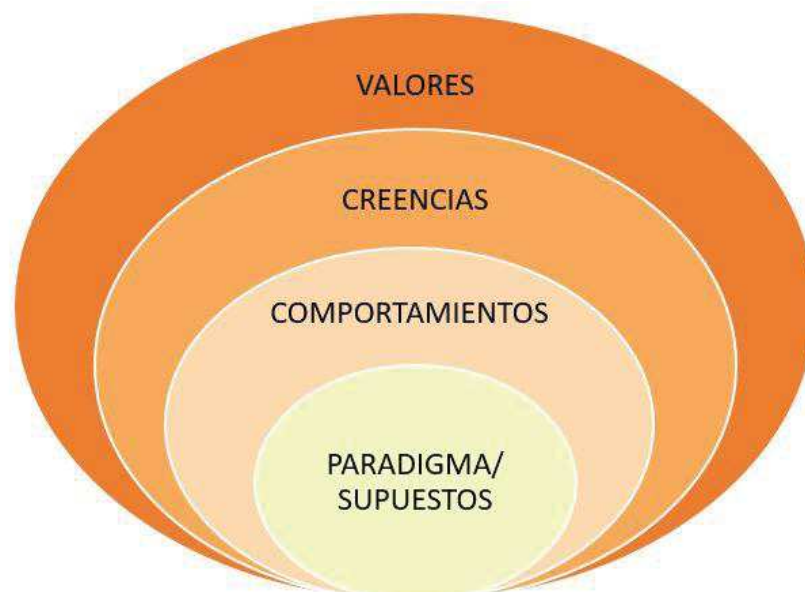 VALORES
CREENCIAS
COMPORTAMIENTOS
PARADIGMA/
SUPUESTOS